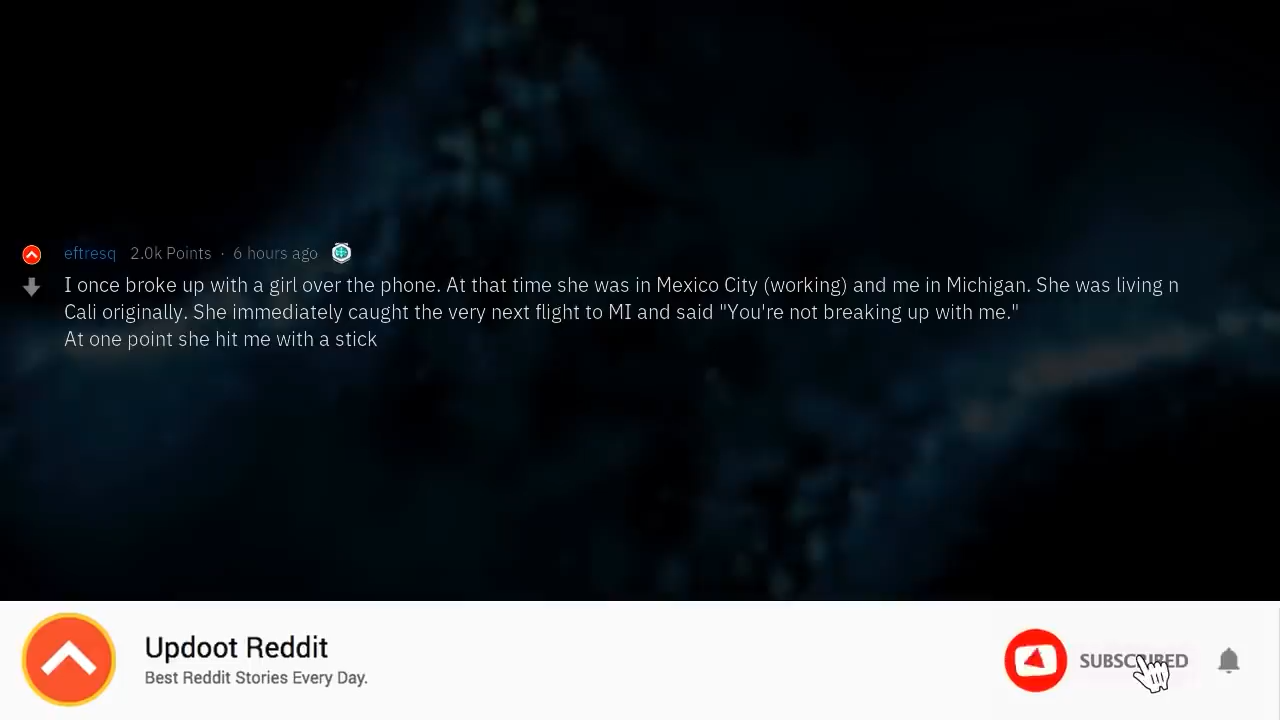 eftresq 2.0k Points · 6 hours ago
I once broke up with a girl over the phone. At that time she was in Mexico City (working) and me in Michigan. She was living n
Cali originally. She immediately caught the very next flight to MI and said "You're not breaking up with me."
At one point she hit me with a stick
Updoot Reddit
Best Reddit Stories Every Day.
SUBSCRIBED